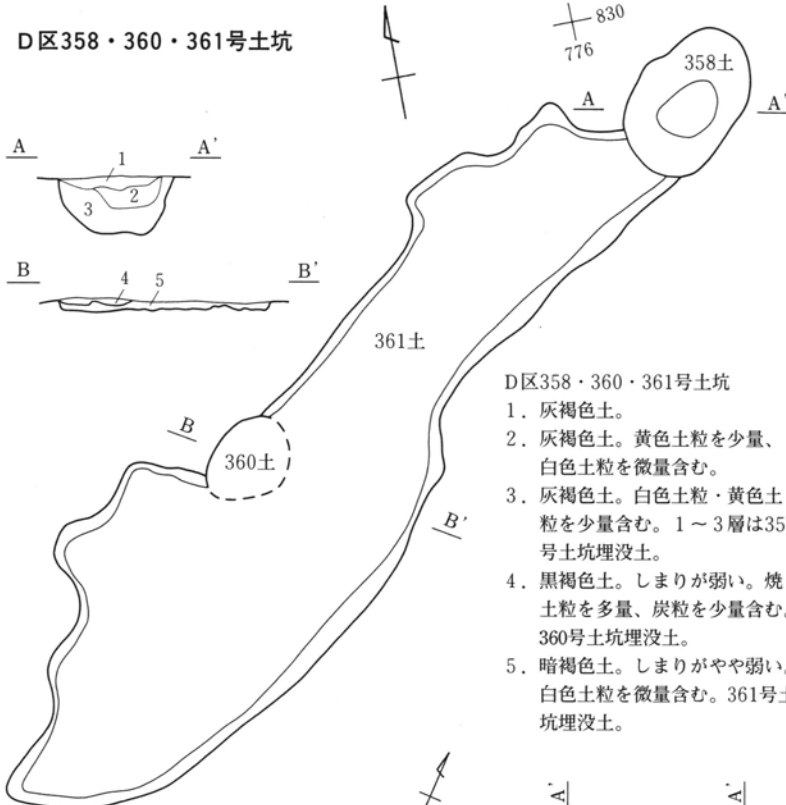 D区358・360・361号土坑
830
776
358土
A
A'
A
A'
1
2
3
B
B'
4
5
361土
B
360土
B'
D区358・360・361号土坑
1．灰褐色土。
2．灰褐色土。黄色土粒を少量、
白色土粒を微量含む。
3．灰褐色土。白色土粒・黄色土
粒を少量含む。1～3層は35
号土坑埋没土。
4．黒褐色土。しまりが弱い。焼
土粒を多量、炭粒を少量含む。
360号土坑埋没土。
5．暗褐色土。しまりがやや弱い。
白色土粒を微量含む。361号土
坑埋没土。
A'
A'